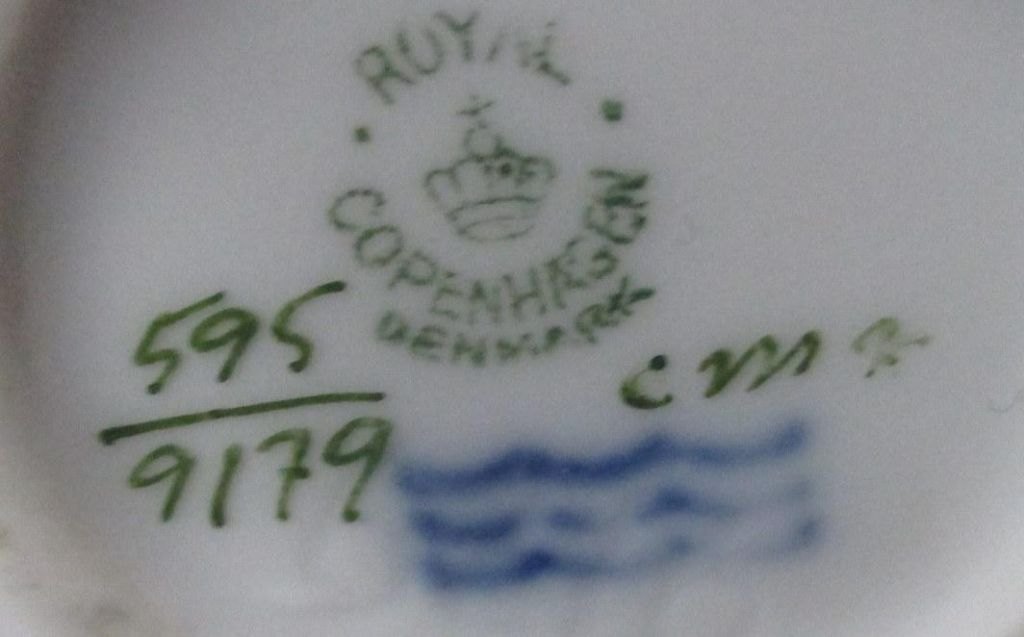 ROYAL
COPENHAGEN
DENMARK
595
9179